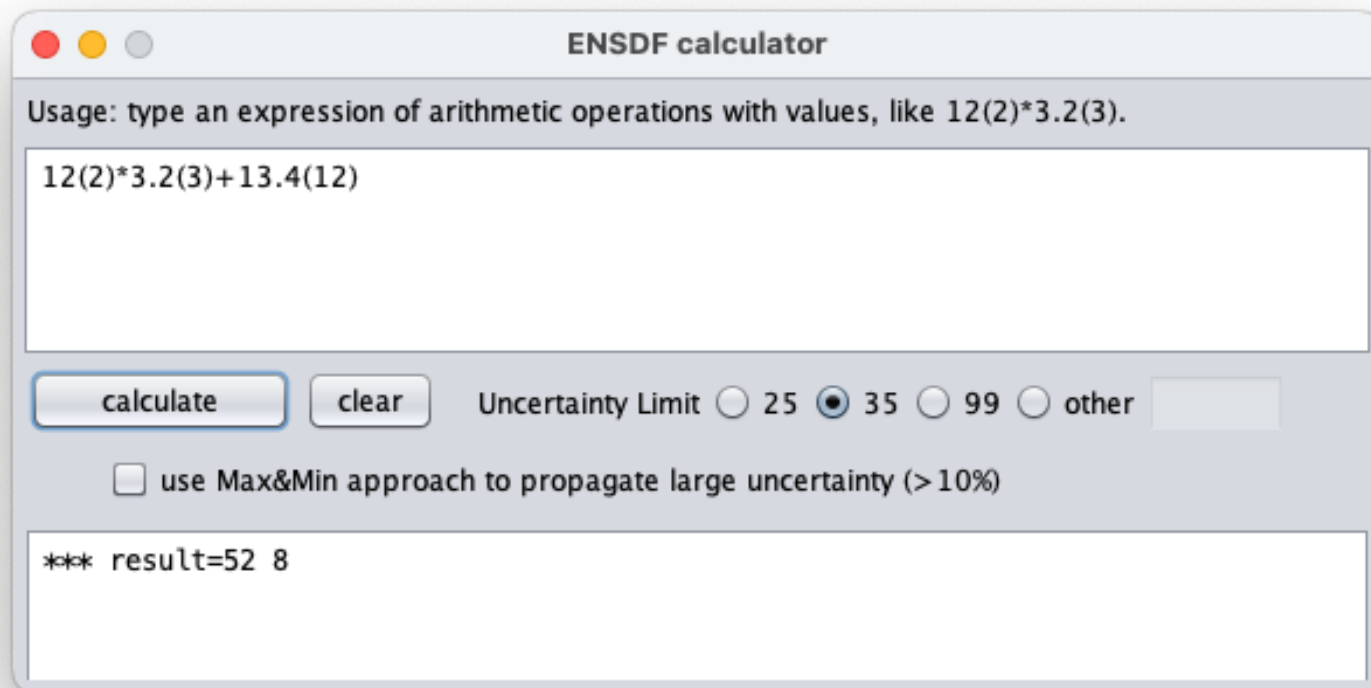 ENSDF calculator
Usage: type an expression of arithmetic operations with values, like 12(2)*3.2(3).
12(2)*3.2(3)+13.4(12)
calculate clear Uncertainty Limit 25 35 99 other
use Max&Min approach to propagate large uncertainty (>10%)
*** result=52 8